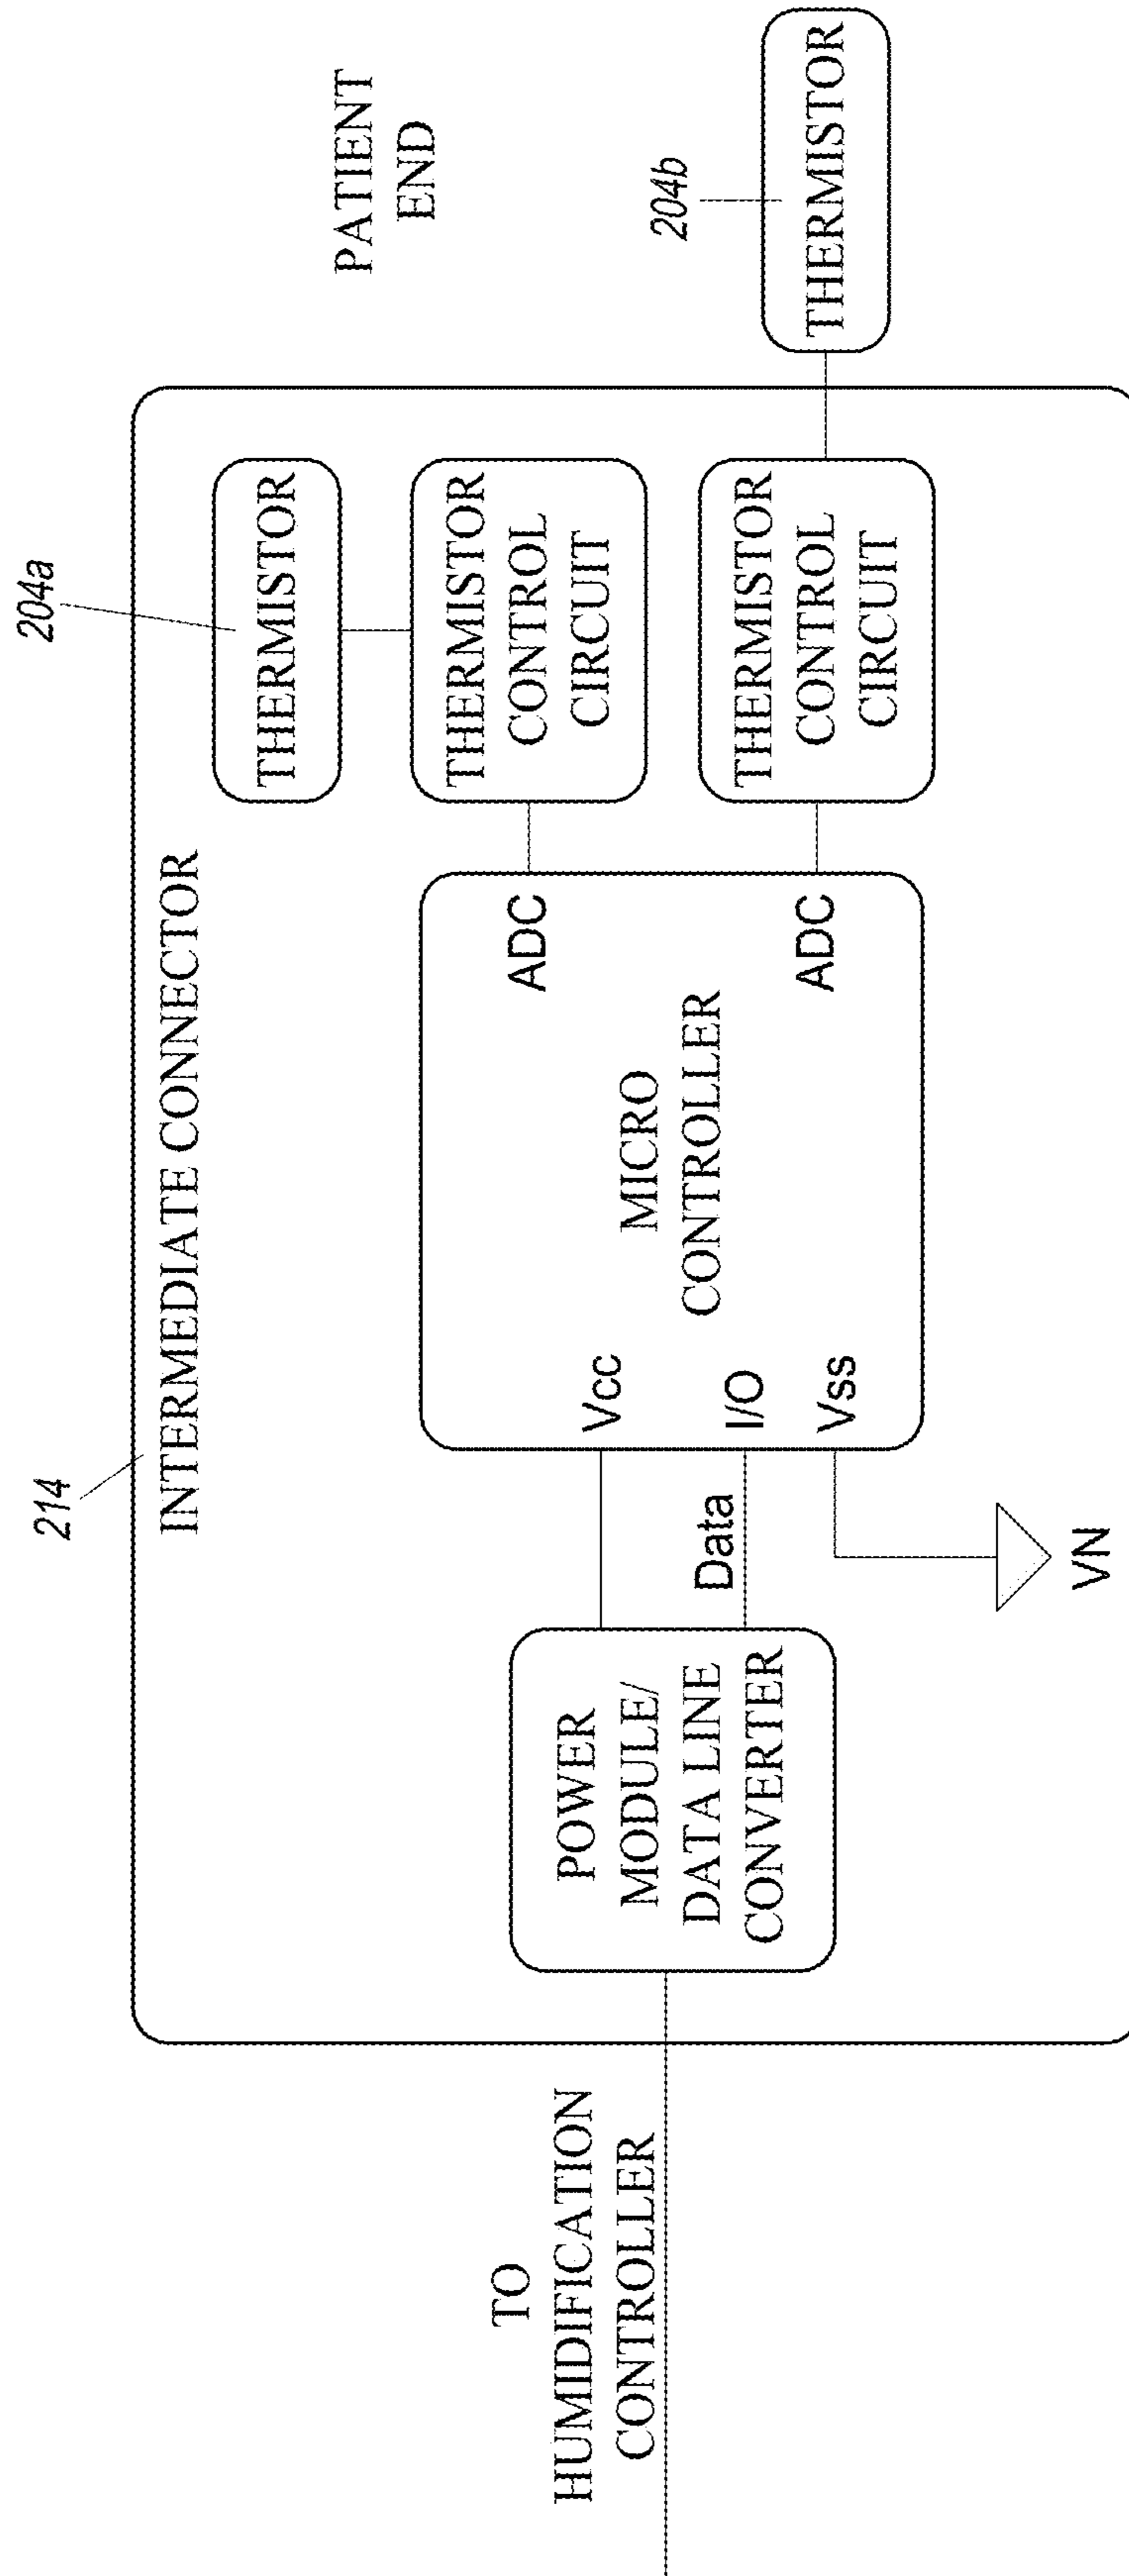 214
INTERMEDIATE CONNECTOR
204a
THERMISTOR
PATIENT
END
TO
HUMIDIFICATION
CONTROLLER
POWER
MODULE/
DATA LINE
CONVERTER
Data
Vcc
I/O
Vss
VN
MICRO
CONTROLLER
ADC
ADC
THERMISTOR
CONTROL
CIRCUIT
THERMISTOR
CONTROL
CIRCUIT
204b
THERMISTOR